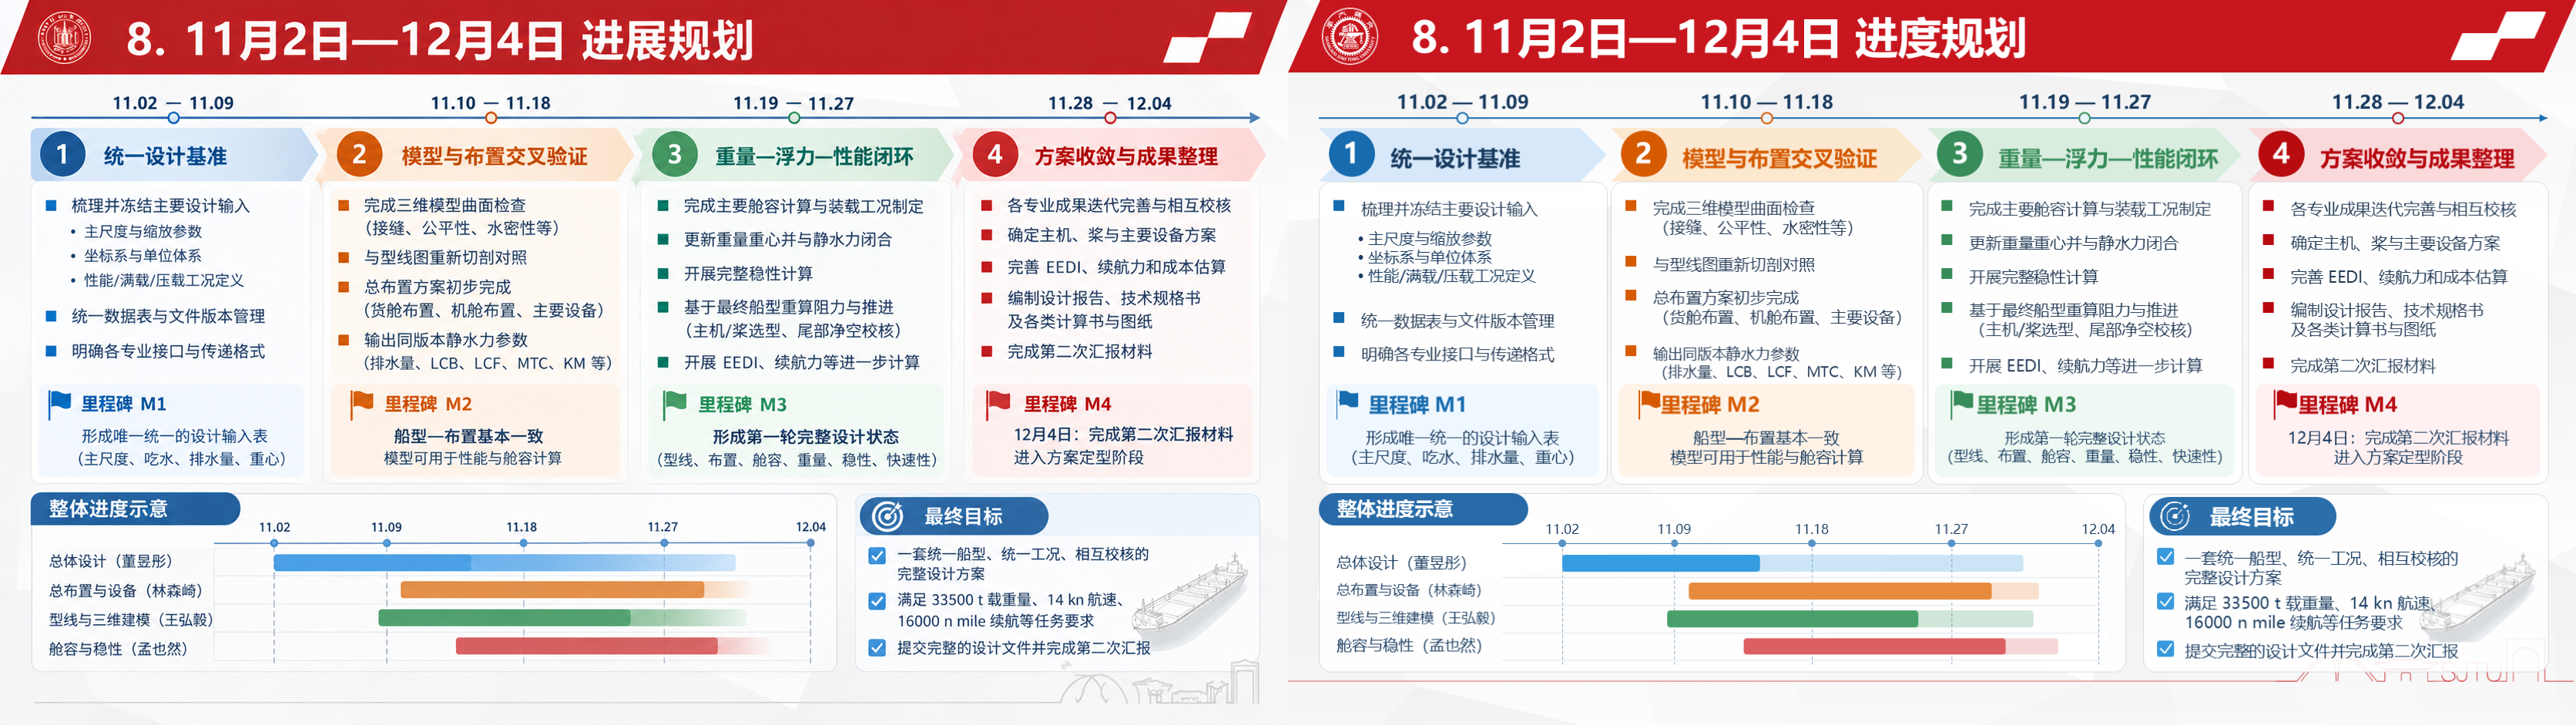 8. 11月2日—12月4日 进展规划
11.02 — 11.09
11.10 — 11.18
11.19 — 11.27
11.28 — 12.04
1 统一设计基准
2 模型与布置交叉验证
3 重量—浮力—性能闭环
4 方案收敛与成果整理
梳理并冻结主要设计输入
• 主尺度与缩放参数
• 坐标系与单位体系
• 性能/满载/压载工况定义
统一数据表与文件版本管理
明确各专业接口与传递格式
里程碑 M1
形成唯一统一的设计输入表
（主尺度、吃水、排水量、重心）
完成三维模型曲面检查
（接缝、公平性、水密性等）
与型线图重新切剖对照
总布置方案初步完成
（货舱布置、机舱布置、主要设备）
输出同版本静水力参数
（排水量、LCB、LCF、MTC、KM 等）
里程碑 M2
船型—布置基本一致
模型可用于性能与舱容计算
完成主要舱容计算与装载工况制定
更新重量重心并与静水力闭合
开展完整稳性计算
基于最终船型重算阻力与推进
（主机/桨选型、尾部净空校核）
开展 EEDI、续航力等进一步计算
里程碑 M3
形成第一轮完整设计状态
（型线、布置、舱容、重量、稳性、快速性）
各专业成果迭代完善与相互校核
确定主机、桨与主要设备方案
完善 EEDI、续航力和成本估算
编制设计报告、技术规格书
及各类计算书与图纸
完成第二次汇报材料
里程碑 M4
12月4日：完成第二次汇报材料
进入方案定型阶段
整体进度示意
11.02
11.09
11.18
11.27
12.04
总体设计（董昱彤）
总布置与设备（林森崎）
型线与三维建模（王弘毅）
舱容与稳性（孟也然）
最终目标
一套统一船型、统一工况、相互校核的
完整设计方案
满足 33500 t 载重量、14 kn 航速、
16000 n mile 续航等任务要求
提交完整的设计文件并完成第二次汇报
8. 11月2日—12月4日 进度规划
11.02 — 11.09
11.10 — 11.18
11.19 — 11.27
11.28 — 12.04
1 统一设计基准
2 模型与布置交叉验证
3 重量—浮力—性能闭环
4 方案收敛与成果整理
梳理并冻结主要设计输入
• 主尺度与缩放参数
• 坐标系与单位体系
• 性能/满载/压载工况定义
统一数据表与文件版本管理
明确各专业接口与传递格式
里程碑 M1
形成唯一统一的设计输入表
（主尺度、吃水、排水量、重心）
完成三维模型曲面检查
（接缝、公平性、水密性等）
与型线图重新切剖对照
总布置方案初步完成
（货舱布置、机舱布置、主要设备）
输出同版本静水力参数
（排水量、LCB、LCF、MTC、KM 等）
里程碑 M2
船型—布置基本一致
模型可用于性能与舱容计算
完成主要舱容计算与装载工况制定
更新重量重心并与静水力闭合
开展完整稳性计算
基于最终船型重算阻力与推进
（主机/桨选型、尾部净空校核）
开展 EEDI、续航力等进一步计算
里程碑 M3
形成第一轮完整设计状态
（型线、布置、舱容、重量、稳性、快速性）
各专业成果迭代完善与相互校核
确定主机、桨与主要设备方案
完善 EEDI、续航力和成本估算
编制设计报告、技术规格书
及各类计算书与图纸
完成第二次汇报材料
里程碑 M4
12月4日：完成第二次汇报材料
进入方案定型阶段
整体进度示意
11.02
11.09
11.18
11.27
12.04
总体设计（董昱彤）
总布置与设备（林森崎）
型线与三维建模（王弘毅）
舱容与稳性（孟也然）
最终目标
一套统一船型、统一工况、相互校核的
完整设计方案
满足 33500 t 载重量、14 kn 航速、
16000 n mile 续航等任务要求
提交完整的设计文件并完成第二次汇报